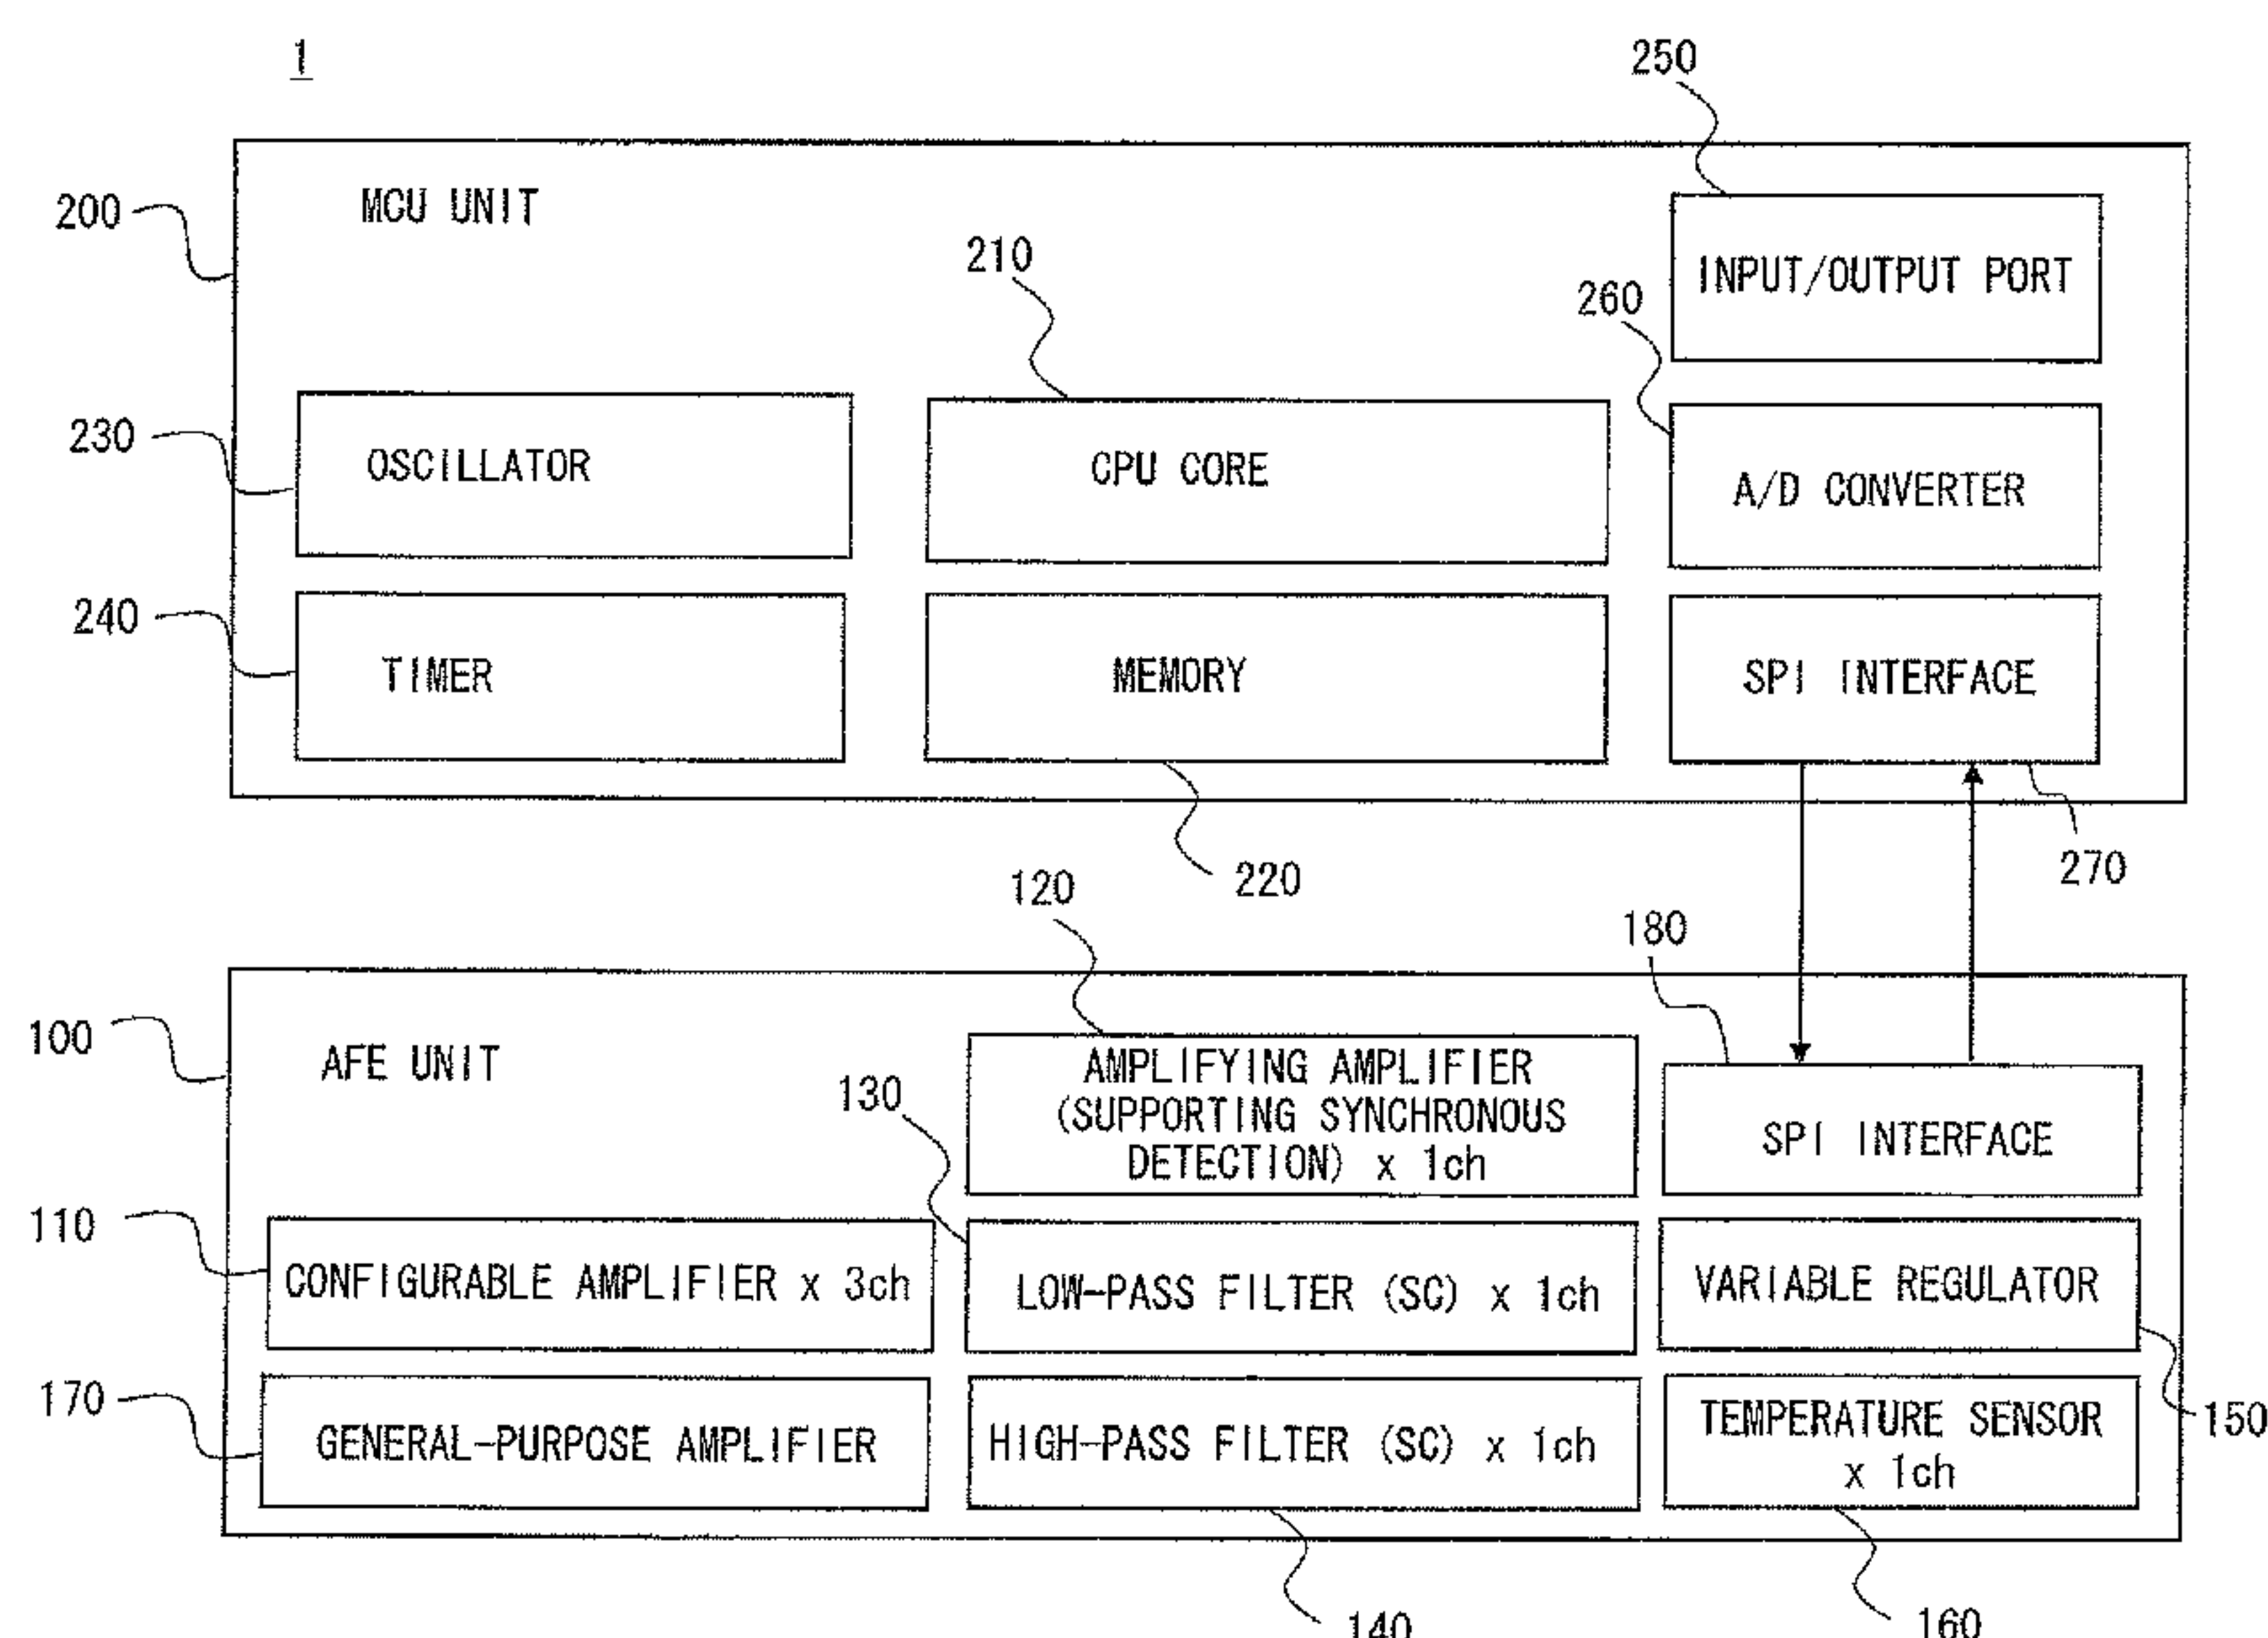 1
250
200
MCU UNIT
210
INPUT/OUTPUT PORT
260
230
OSCILLATOR
CPU CORE
A/D CONVERTER
240
TIMER
MEMORY
SPI INTERFACE
120
220
270
180
100
AFE UNIT
130
AMPLIFYING AMPLIFIER
(SUPPORTING SYNCHRONOUS
DETECTION) x 1ch
SPI INTERFACE
110
CONFIGURABLE AMPLIFIER x 3ch
LOW-PASS FILTER (SC) x 1ch
VARIABLE REGULATOR
170
GENERAL-PURPOSE AMPLIFIER
HIGH-PASS FILTER (SC) x 1ch
TEMPERATURE SENSOR
x 1ch
150
140
160